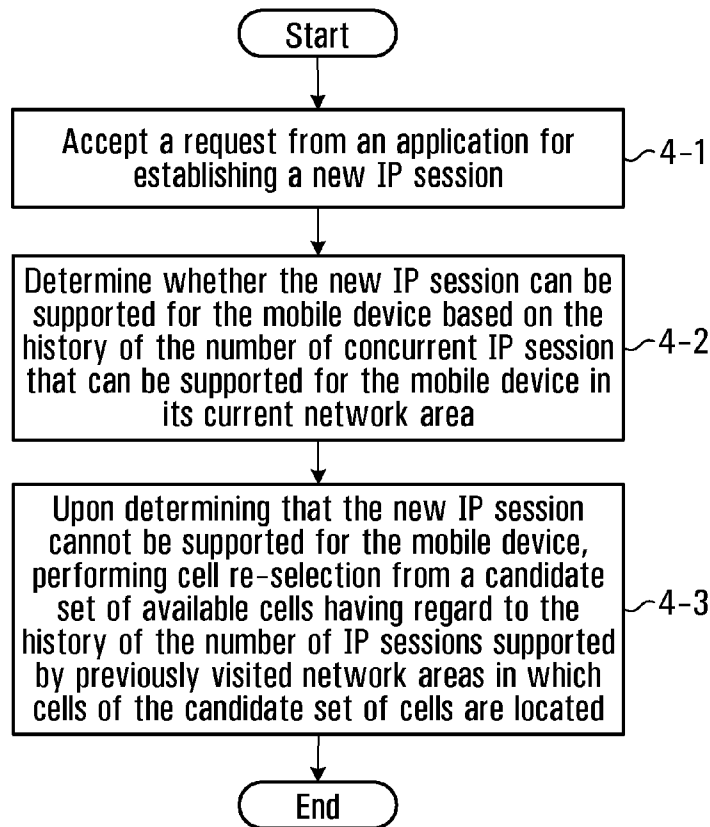 Start
Accept a request from an application for
establishing a new IP session
4-1
Determine whether the new IP session can be
supported for the mobile device based on the
history of the number of concurrent IP session
that can be supported for the mobile device in
its current network area
4-2
Upon determining that the new IP session
cannot be supported for the mobile device,
performing cell re-selection from a candidate
set of available cells having regard to the
history of the number of IP sessions supported
by previously visited network areas in which
cells of the candidate set of cells are located
4-3
End